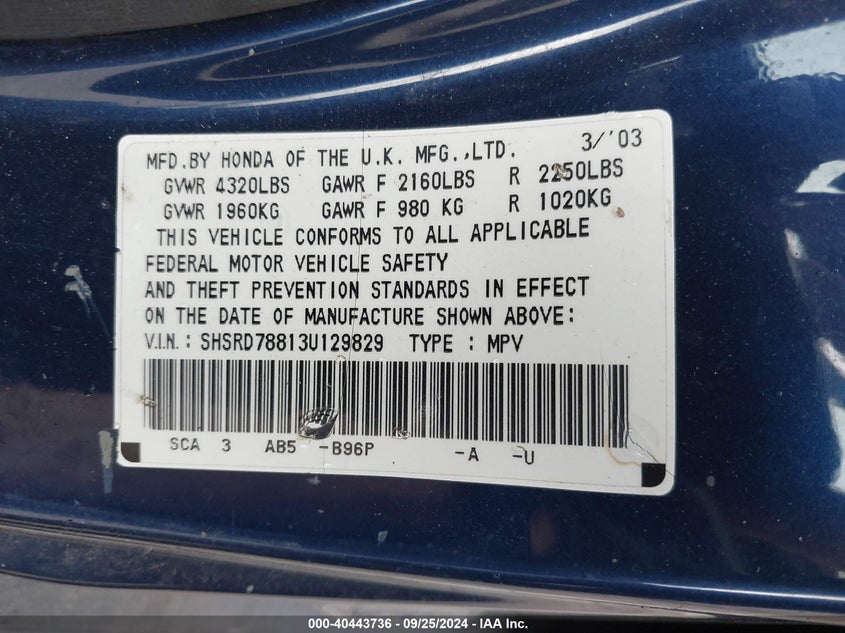 MFD.BY HONDA OF THE U.K. MFG.,LTD. 3/'03
GVWR 4320LBS GAWR F 2160LBS R 2250LBS
GVWR 1960KG GAWR F 980 KG R 1020KG
THIS VEHICLE CONFORMS TO ALL APPLICABLE
FEDERAL MOTOR VEHICLE SAFETY
AND THEFT PREVENTION STANDARDS IN EFFECT
ON THE DATE OF MANUFACTURE SHOWN ABOVE:
V.I.N.: SHSRD78813U129829 TYPE : MPV
SCA 3 AB5 -B96P -A -U
000-40443736 - 09/25/2024 - IAA Inc.